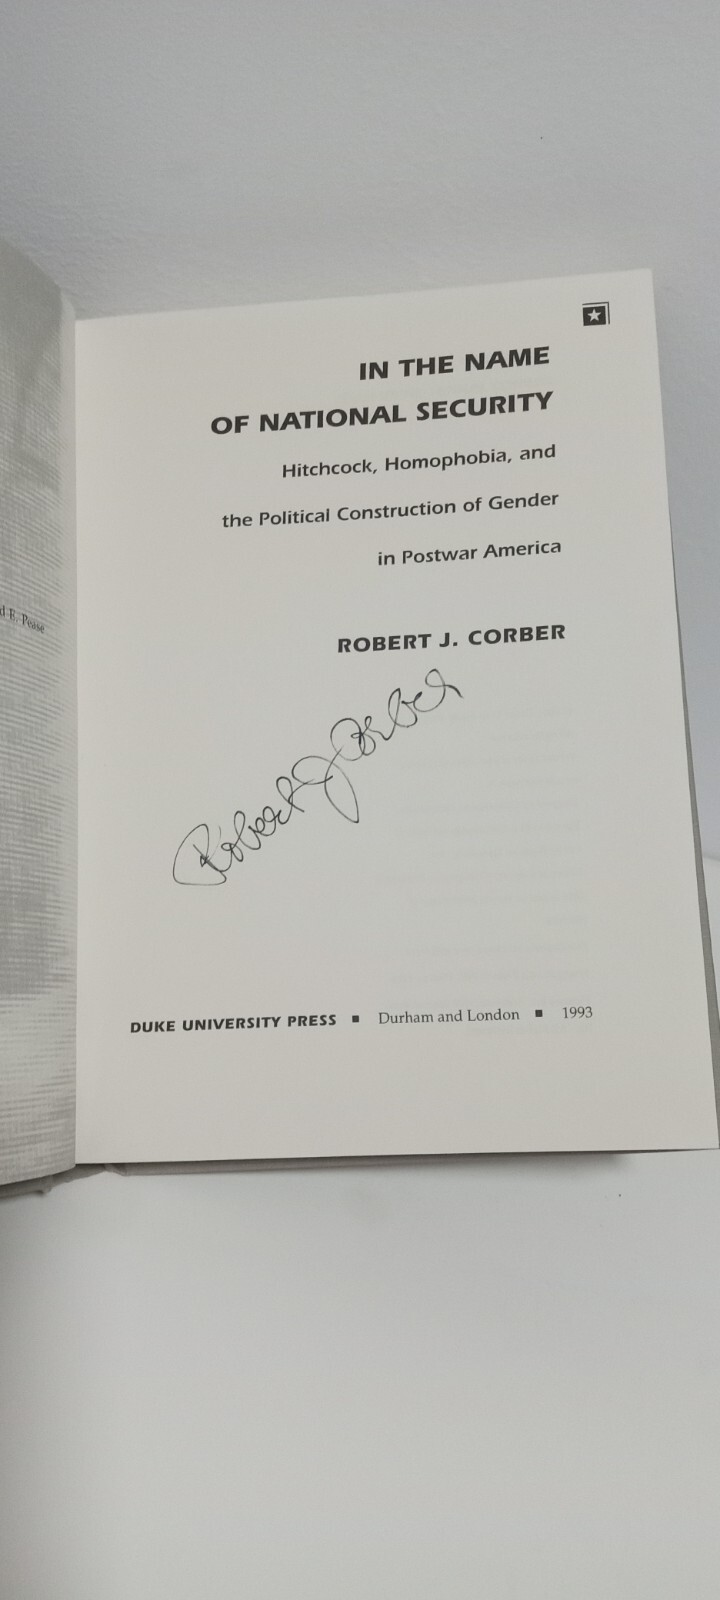 d E. Pease
IN THE NAME
OF NATIONAL SECURITY
Hitchcock, Homophobia, and
the Political Construction of Gender
in Postwar America
ROBERT J. CORBER
Robert J Corber
DUKE UNIVERSITY PRESS ■ Durham and London ■ 1993